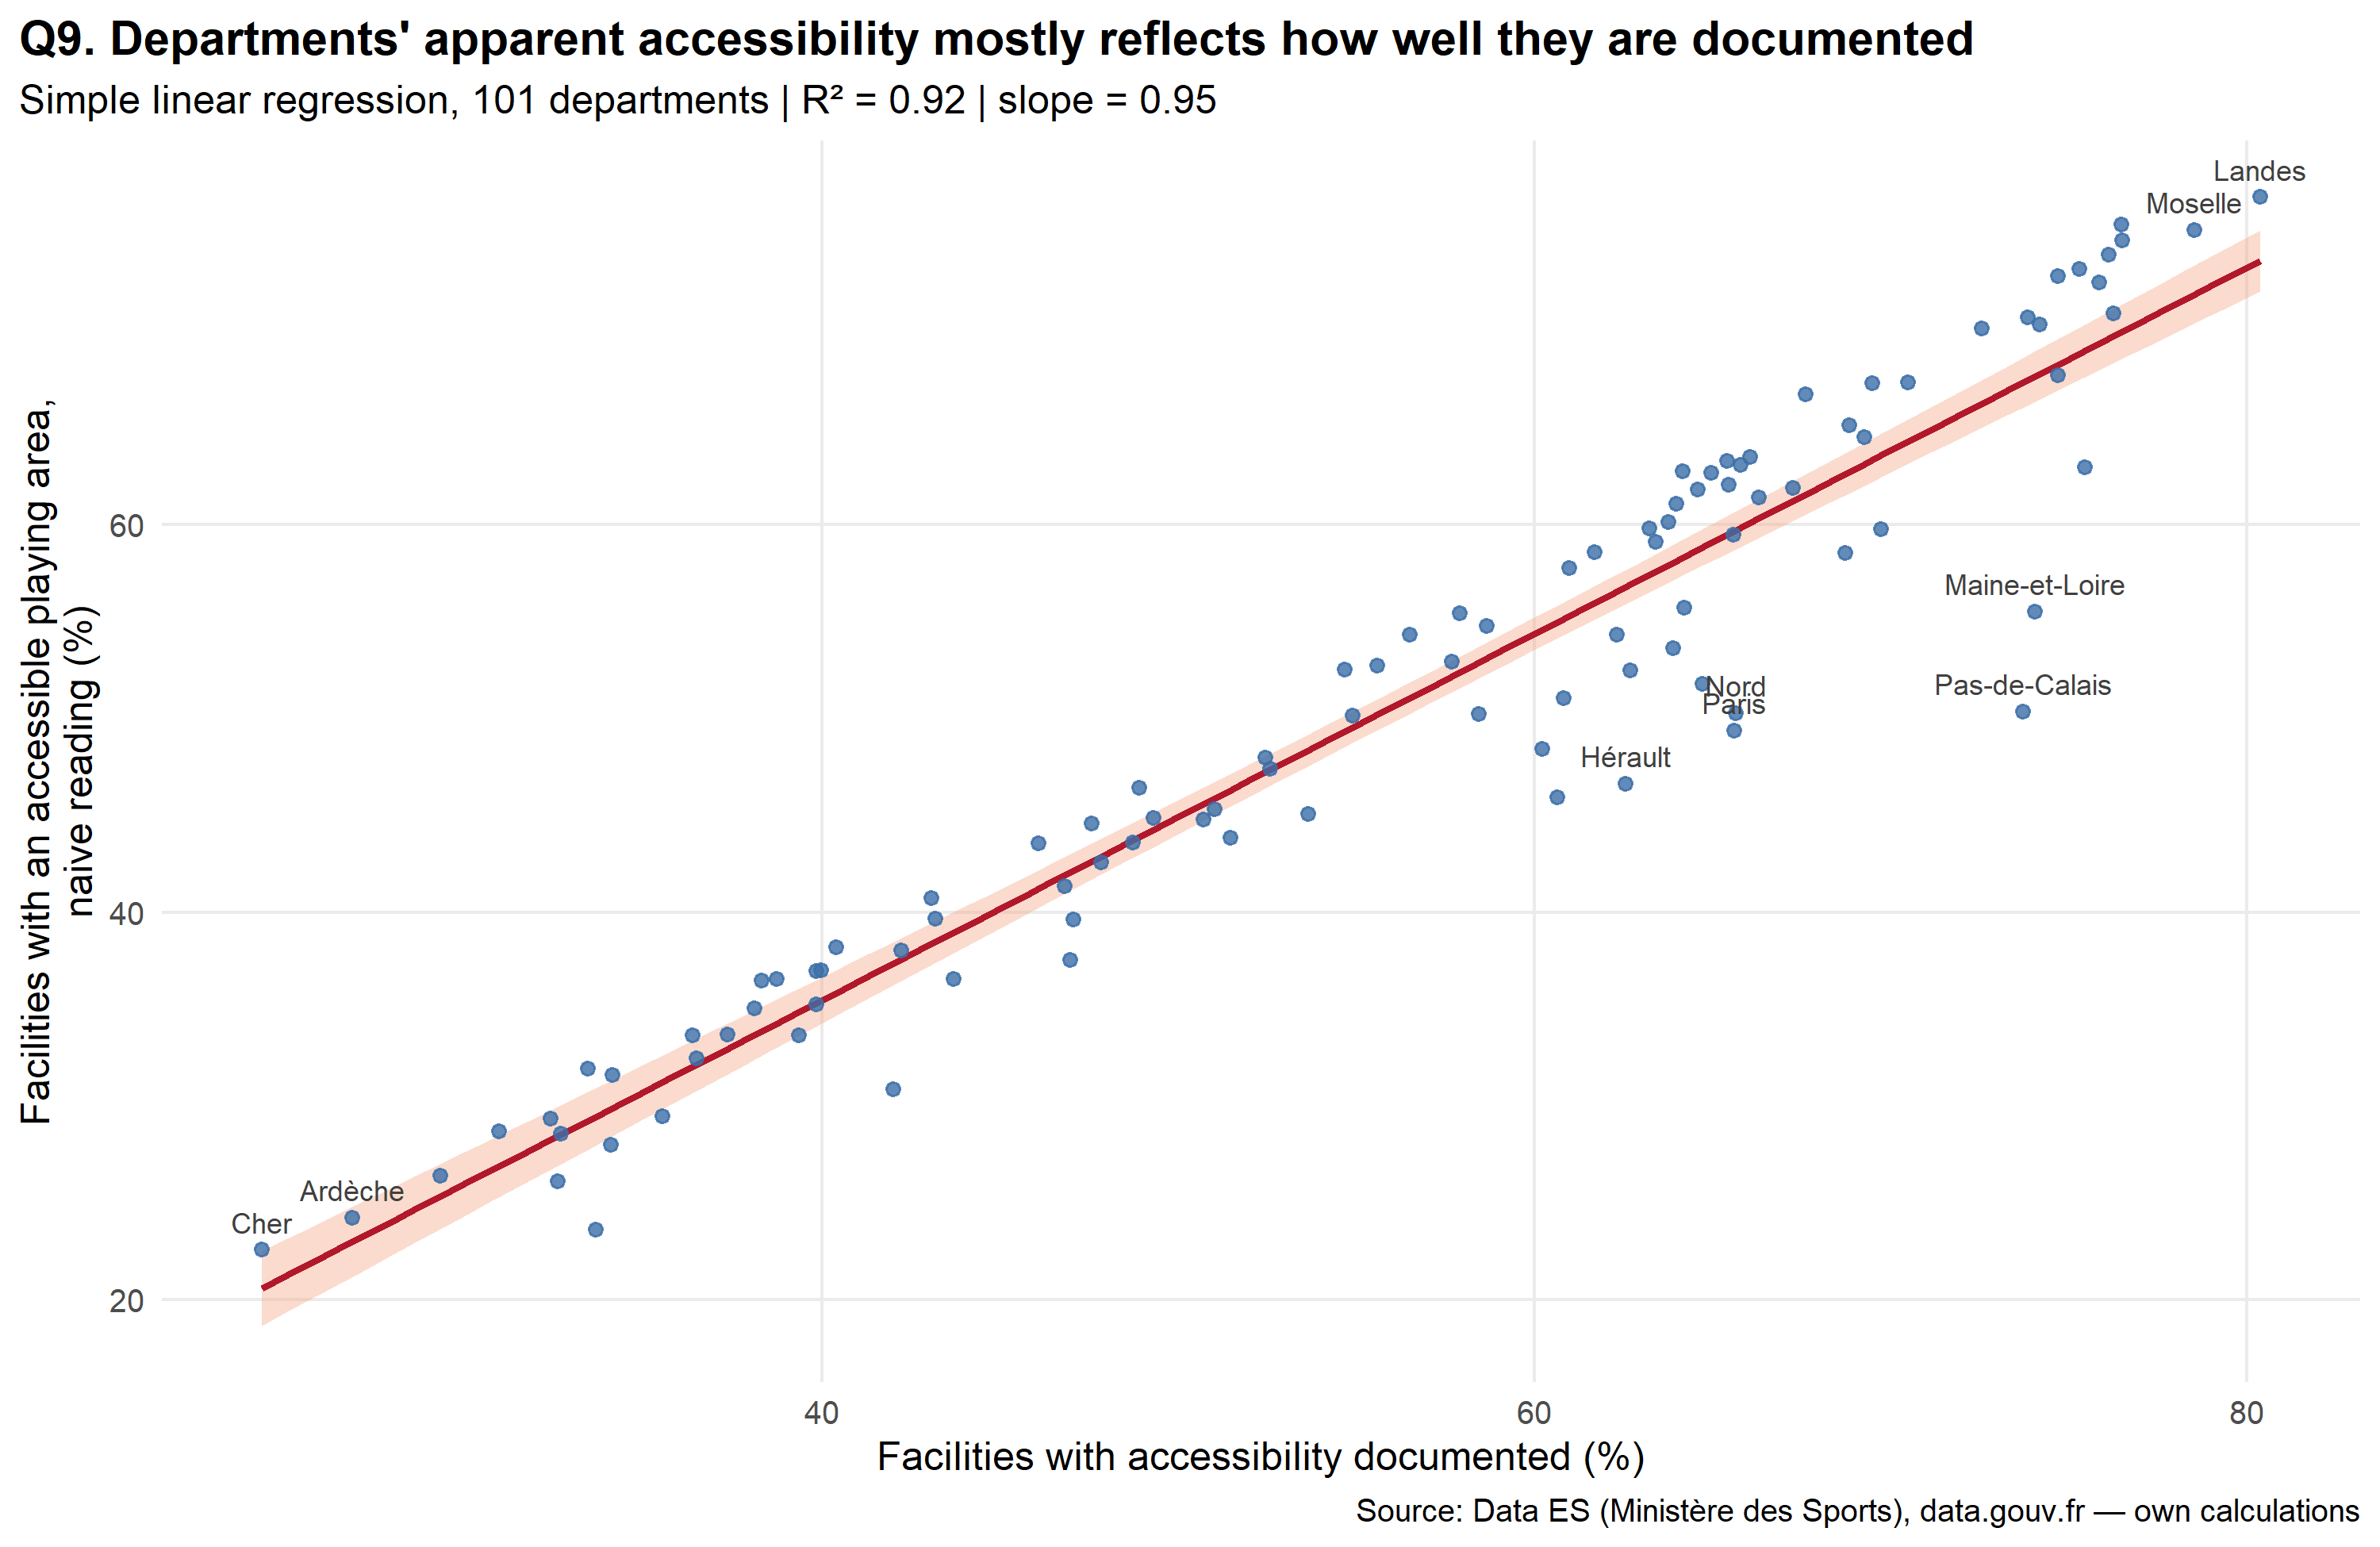 Q9. Departments' apparent accessibility mostly reflects how well they are documented
Simple linear regression, 101 departments | R² = 0.92 | slope = 0.95
Facilities with an accessible playing area,
naive reading (%)
60
40
20
Landes
Moselle
Maine-et-Loire
Nord
Pas-de-Calais
Paris
Hérault
Ardèche
Cher
40
60
80
Facilities with accessibility documented (%)
Source: Data ES (Ministère des Sports), data.gouv.fr — own calculations